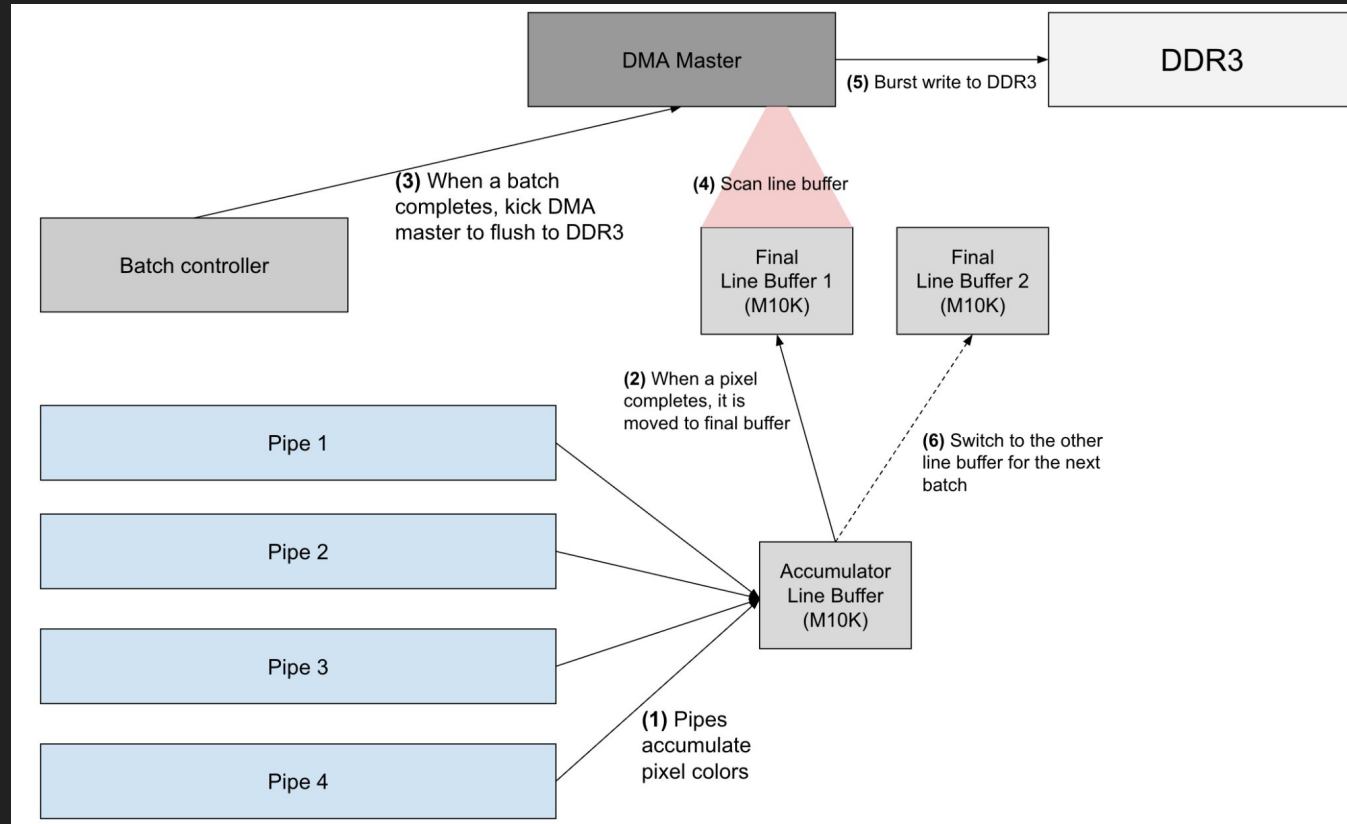 DMA Master
DDR3
(5) Burst write to DDR3
(3) When a batch
completes, kick DMA
master to flush to DDR3
(4) Scan line buffer
Batch controller
Final
Line Buffer 1
(M10K)
Final
Line Buffer 2
(M10K)
(2) When a pixel
completes, it is
moved to final buffer
(6) Switch to the other
line buffer for the next
batch
Pipe 1
Pipe 2
Pipe 3
Pipe 4
Accumulator
Line Buffer
(M10K)
(1) Pipes
accumulate
pixel colors